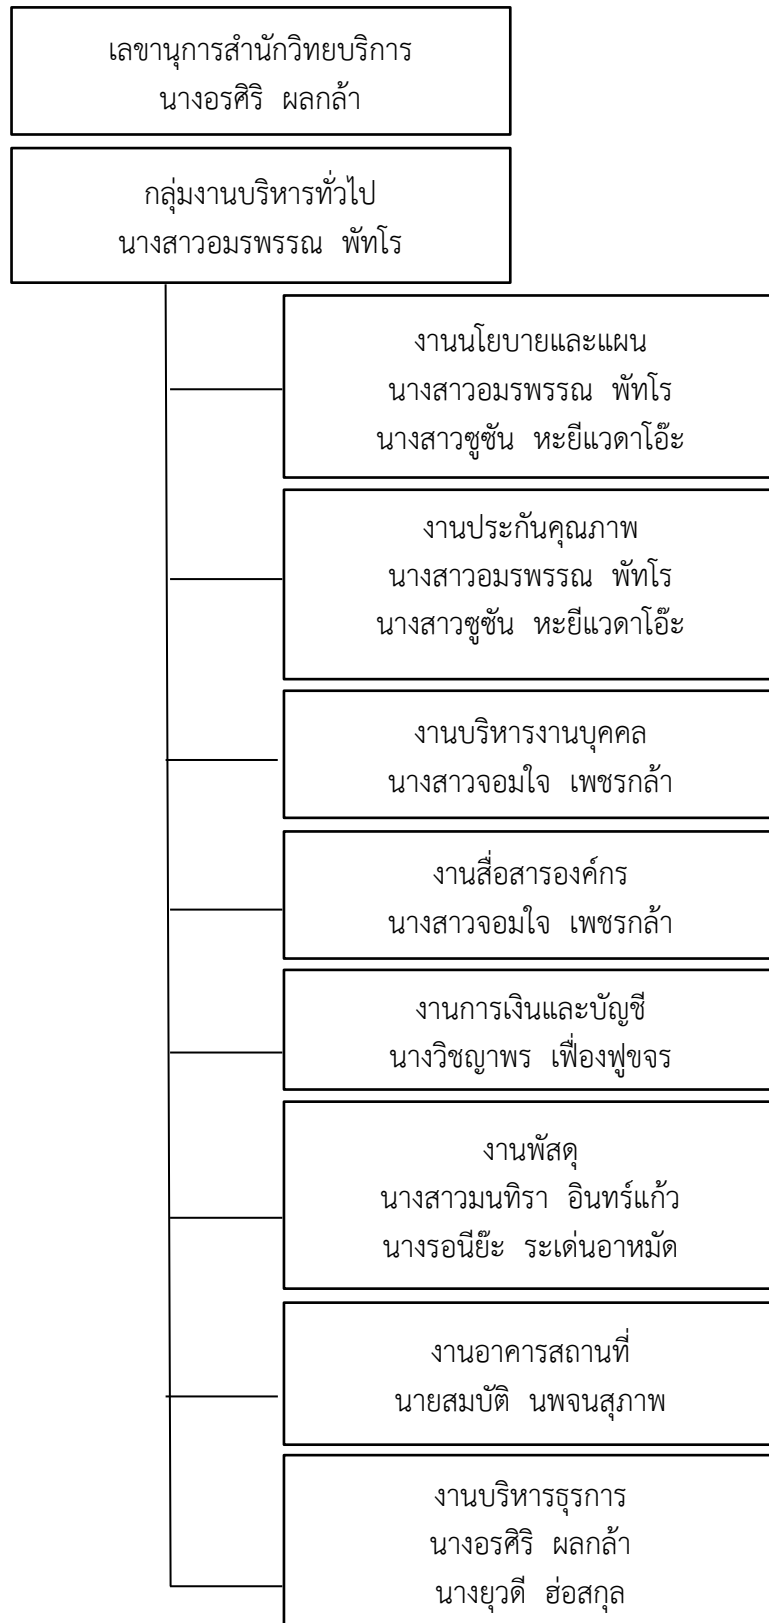 เลขานุการสำนักวิทยบริการ
นางอรศิริ ผลกล้า
กลุ่มงานบริหารทั่วไป
นางสาวอมรพรรณ พัทโร
งานนโยบายและแผน
นางสาวอมรพรรณ พัทโร
นางสาวซูซัน หะยีแวดาโอ๊ะ
งานประกันคุณภาพ
นางสาวอมรพรรณ พัทโร
นางสาวซูซัน หะยีแวดาโอ๊ะ
งานบริหารงานบุคคล
นางสาวจอมใจ เพชรกล้า
งานสื่อสารองค์กร
นางสาวจอมใจ เพชรกล้า
งานการเงินและบัญชี
นางวิชญาพร เฟื่องฟูขจร
งานพัสดุ
นางสาวมนทิรา อินทร์แก้ว
นางรอนีย๊ะ ระเด่นอาหมัด
งานอาคารสถานที่
นายสมบัติ นพจนสุภาพ
งานบริหารธุรการ
นางอรศิริ ผลกล้า
นางยุวดี ฮ่อสกุล